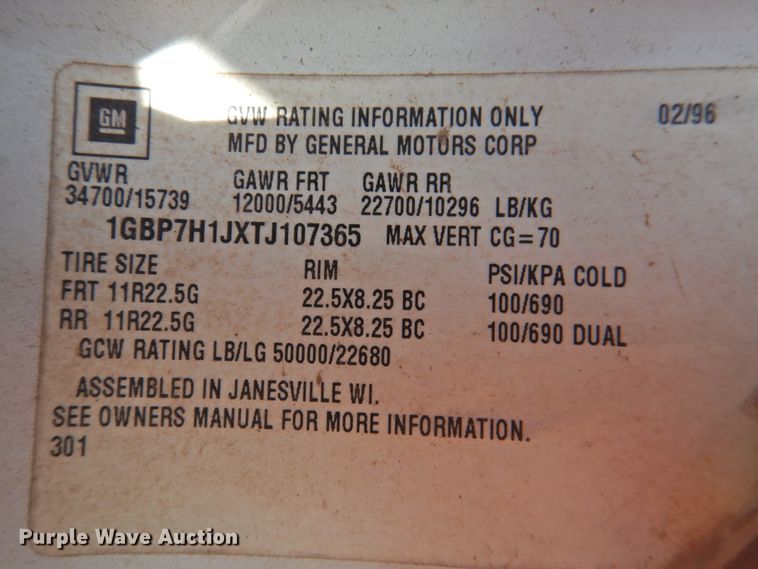 GM
GVW RATING INFORMATION ONLY 02/96
MFD BY GENERAL MOTORS CORP
GVWR GAWR FRT GAWR RR
34700/15739 12000/5443 22700/10296 LB/KG
1GBP7H1JXTJ107365 MAX VERT CG=70
TIRE SIZE RIM PSI/KPA COLD
FRT 11R22.5G 22.5X8.25 BC 100/690
RR 11R22.5G 22.5X8.25 BC 100/690 DUAL
GCW RATING LB/LG 50000/22680
ASSEMBLED IN JANESVILLE WI.
SEE OWNERS MANUAL FOR MORE INFORMATION.
301
Purple Wave Auction